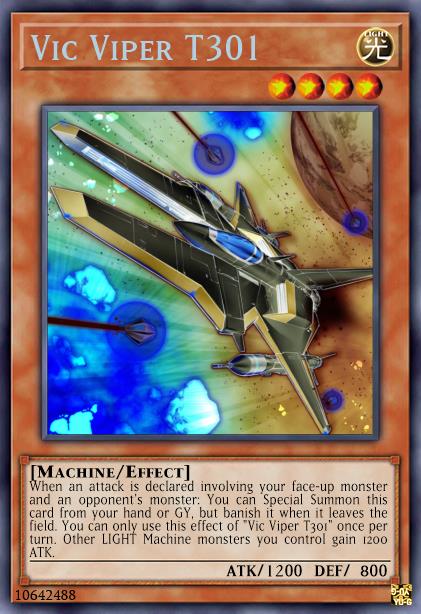 Vic Viper T301
LIGHT
光
[Machine/Effect]
When an attack is declared involving your face-up monster
and an opponent's monster: You can Special Summon this
card from your hand or GY, but banish it when it leaves the
field. You can only use this effect of "Vic Viper T301" once per
turn. Other LIGHT Machine monsters you control gain 1200
ATK.
ATK/1200 DEF/ 800
10642488